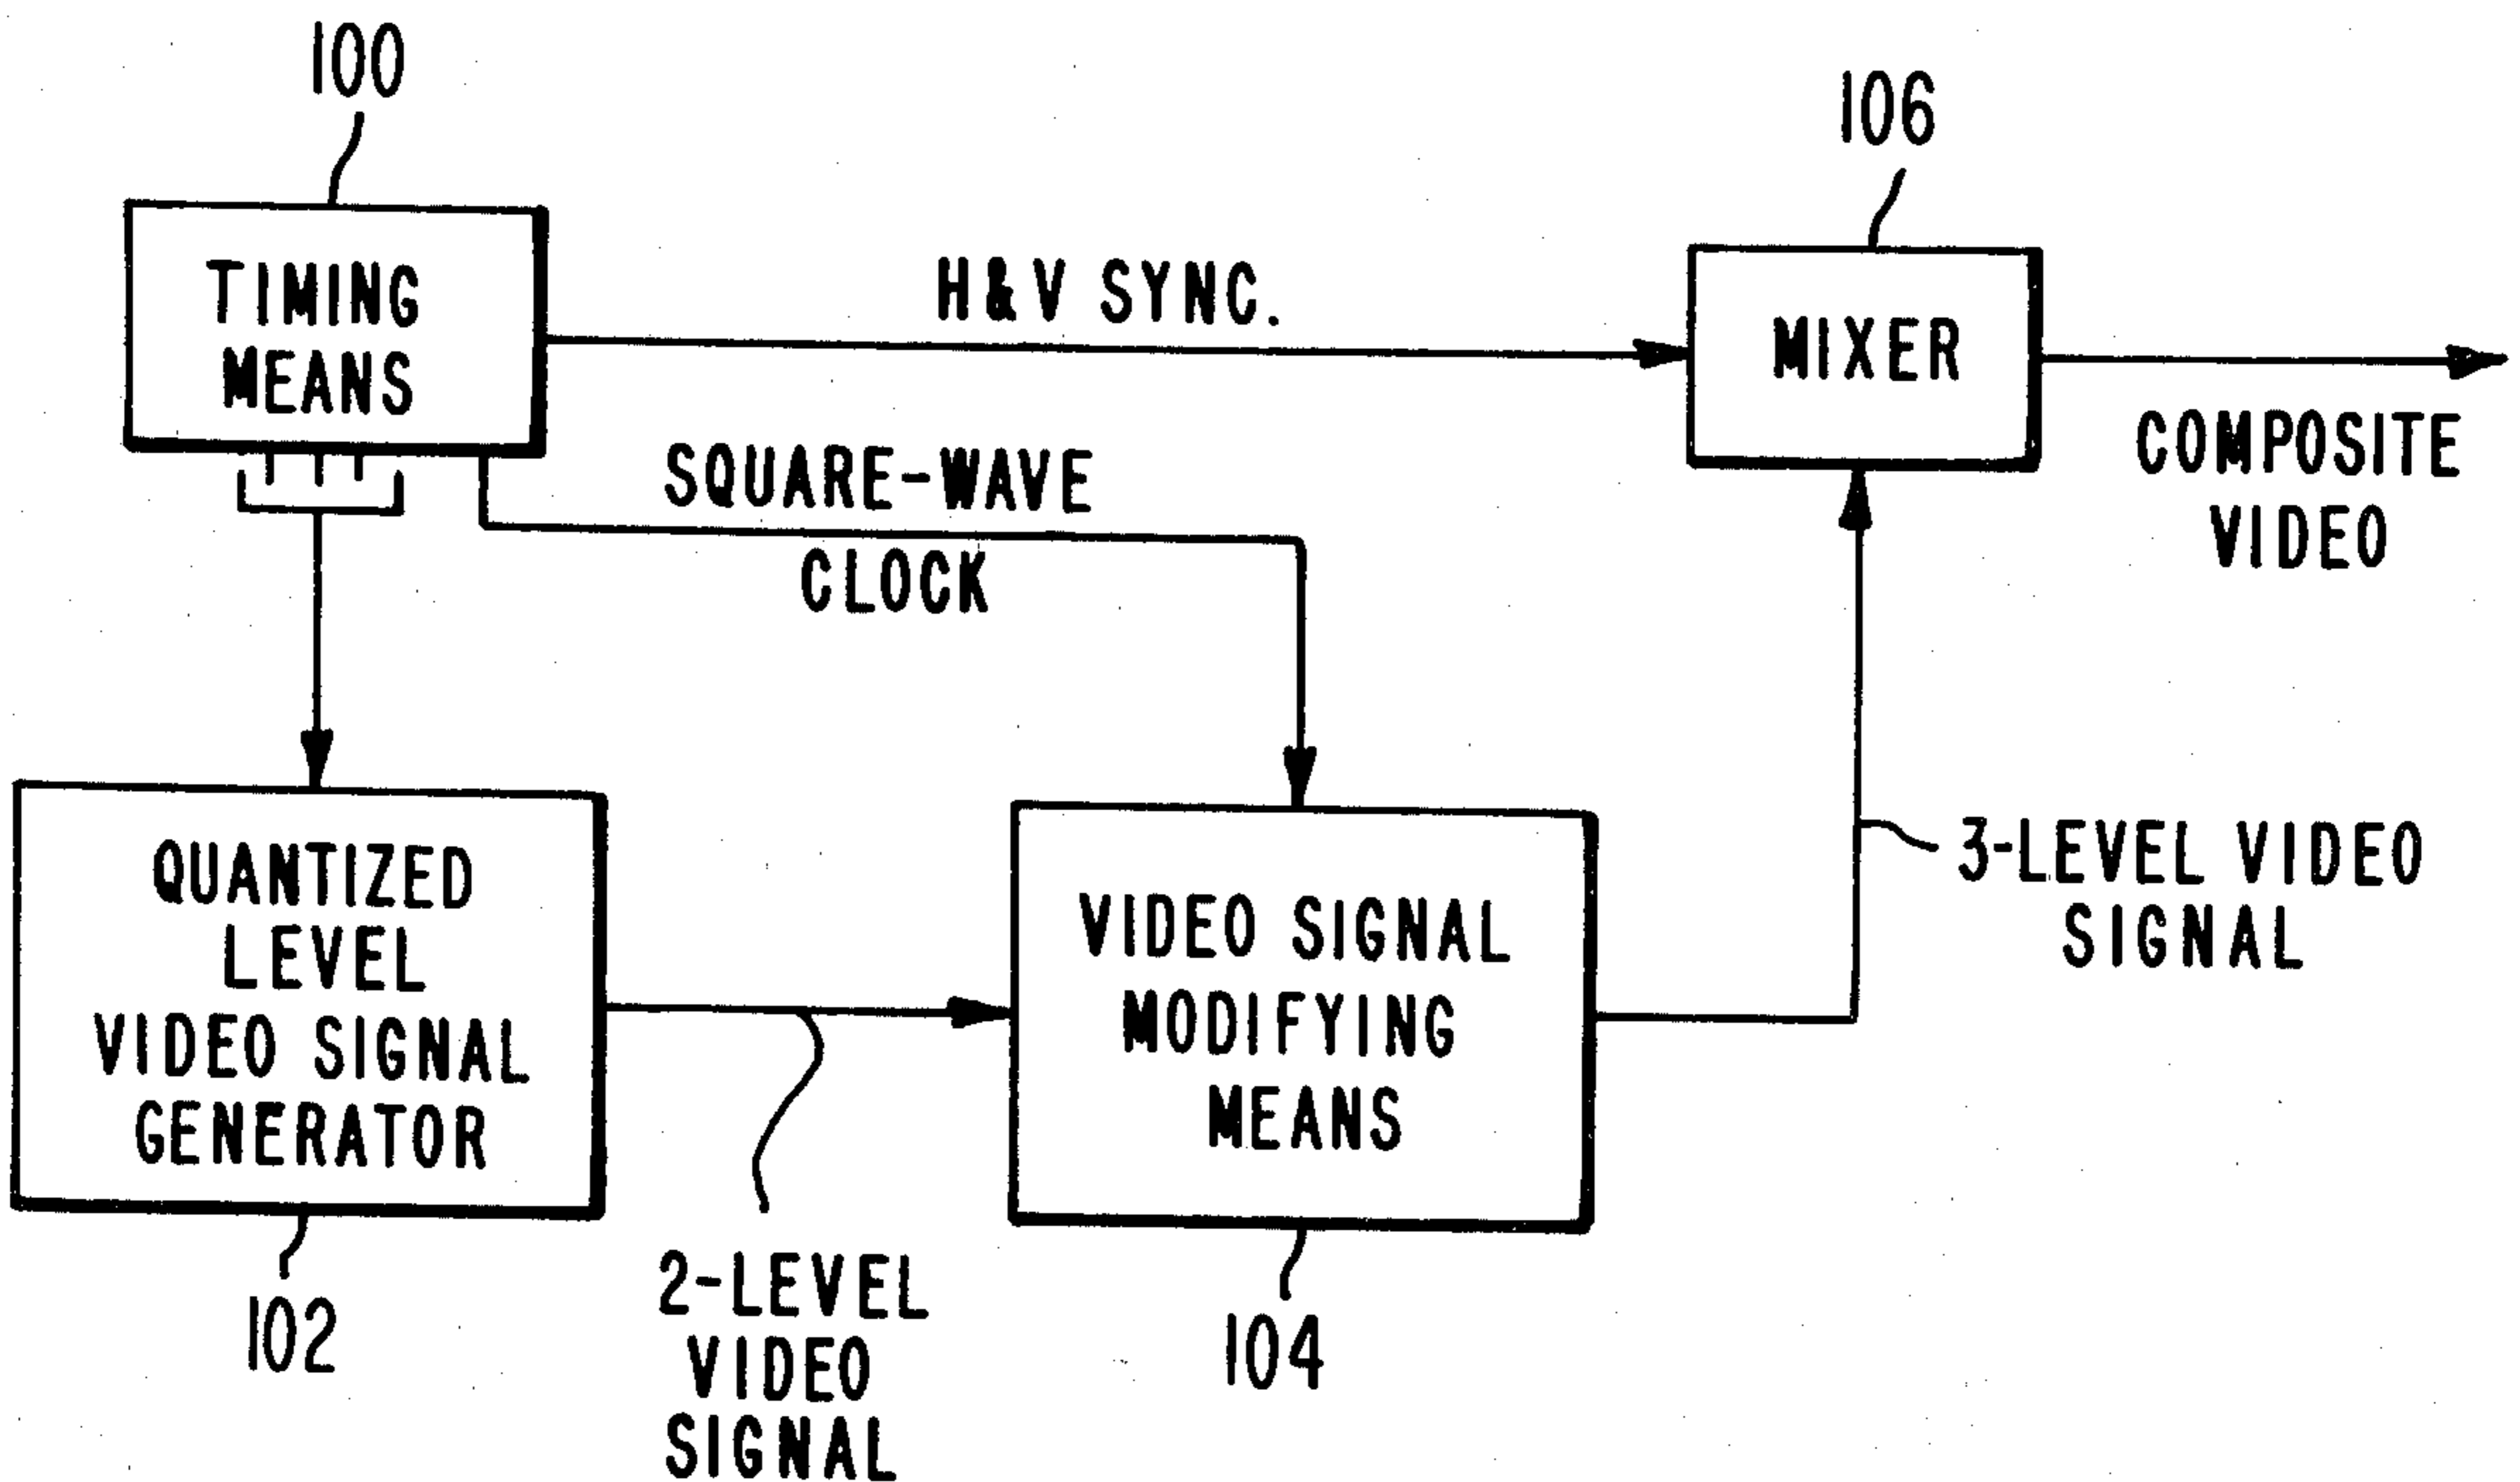 100
106
TIMING
MEANS
H&V SYNC.
MIXER
COMPOSITE
VIDEO
SQUARE-WAVE
CLOCK
QUANTIZED
LEVEL
VIDEO SIGNAL
GENERATOR
VIDEO SIGNAL
MODIFYING
MEANS
3-LEVEL VIDEO
SIGNAL
102
2-LEVEL
VIDEO
SIGNAL
104